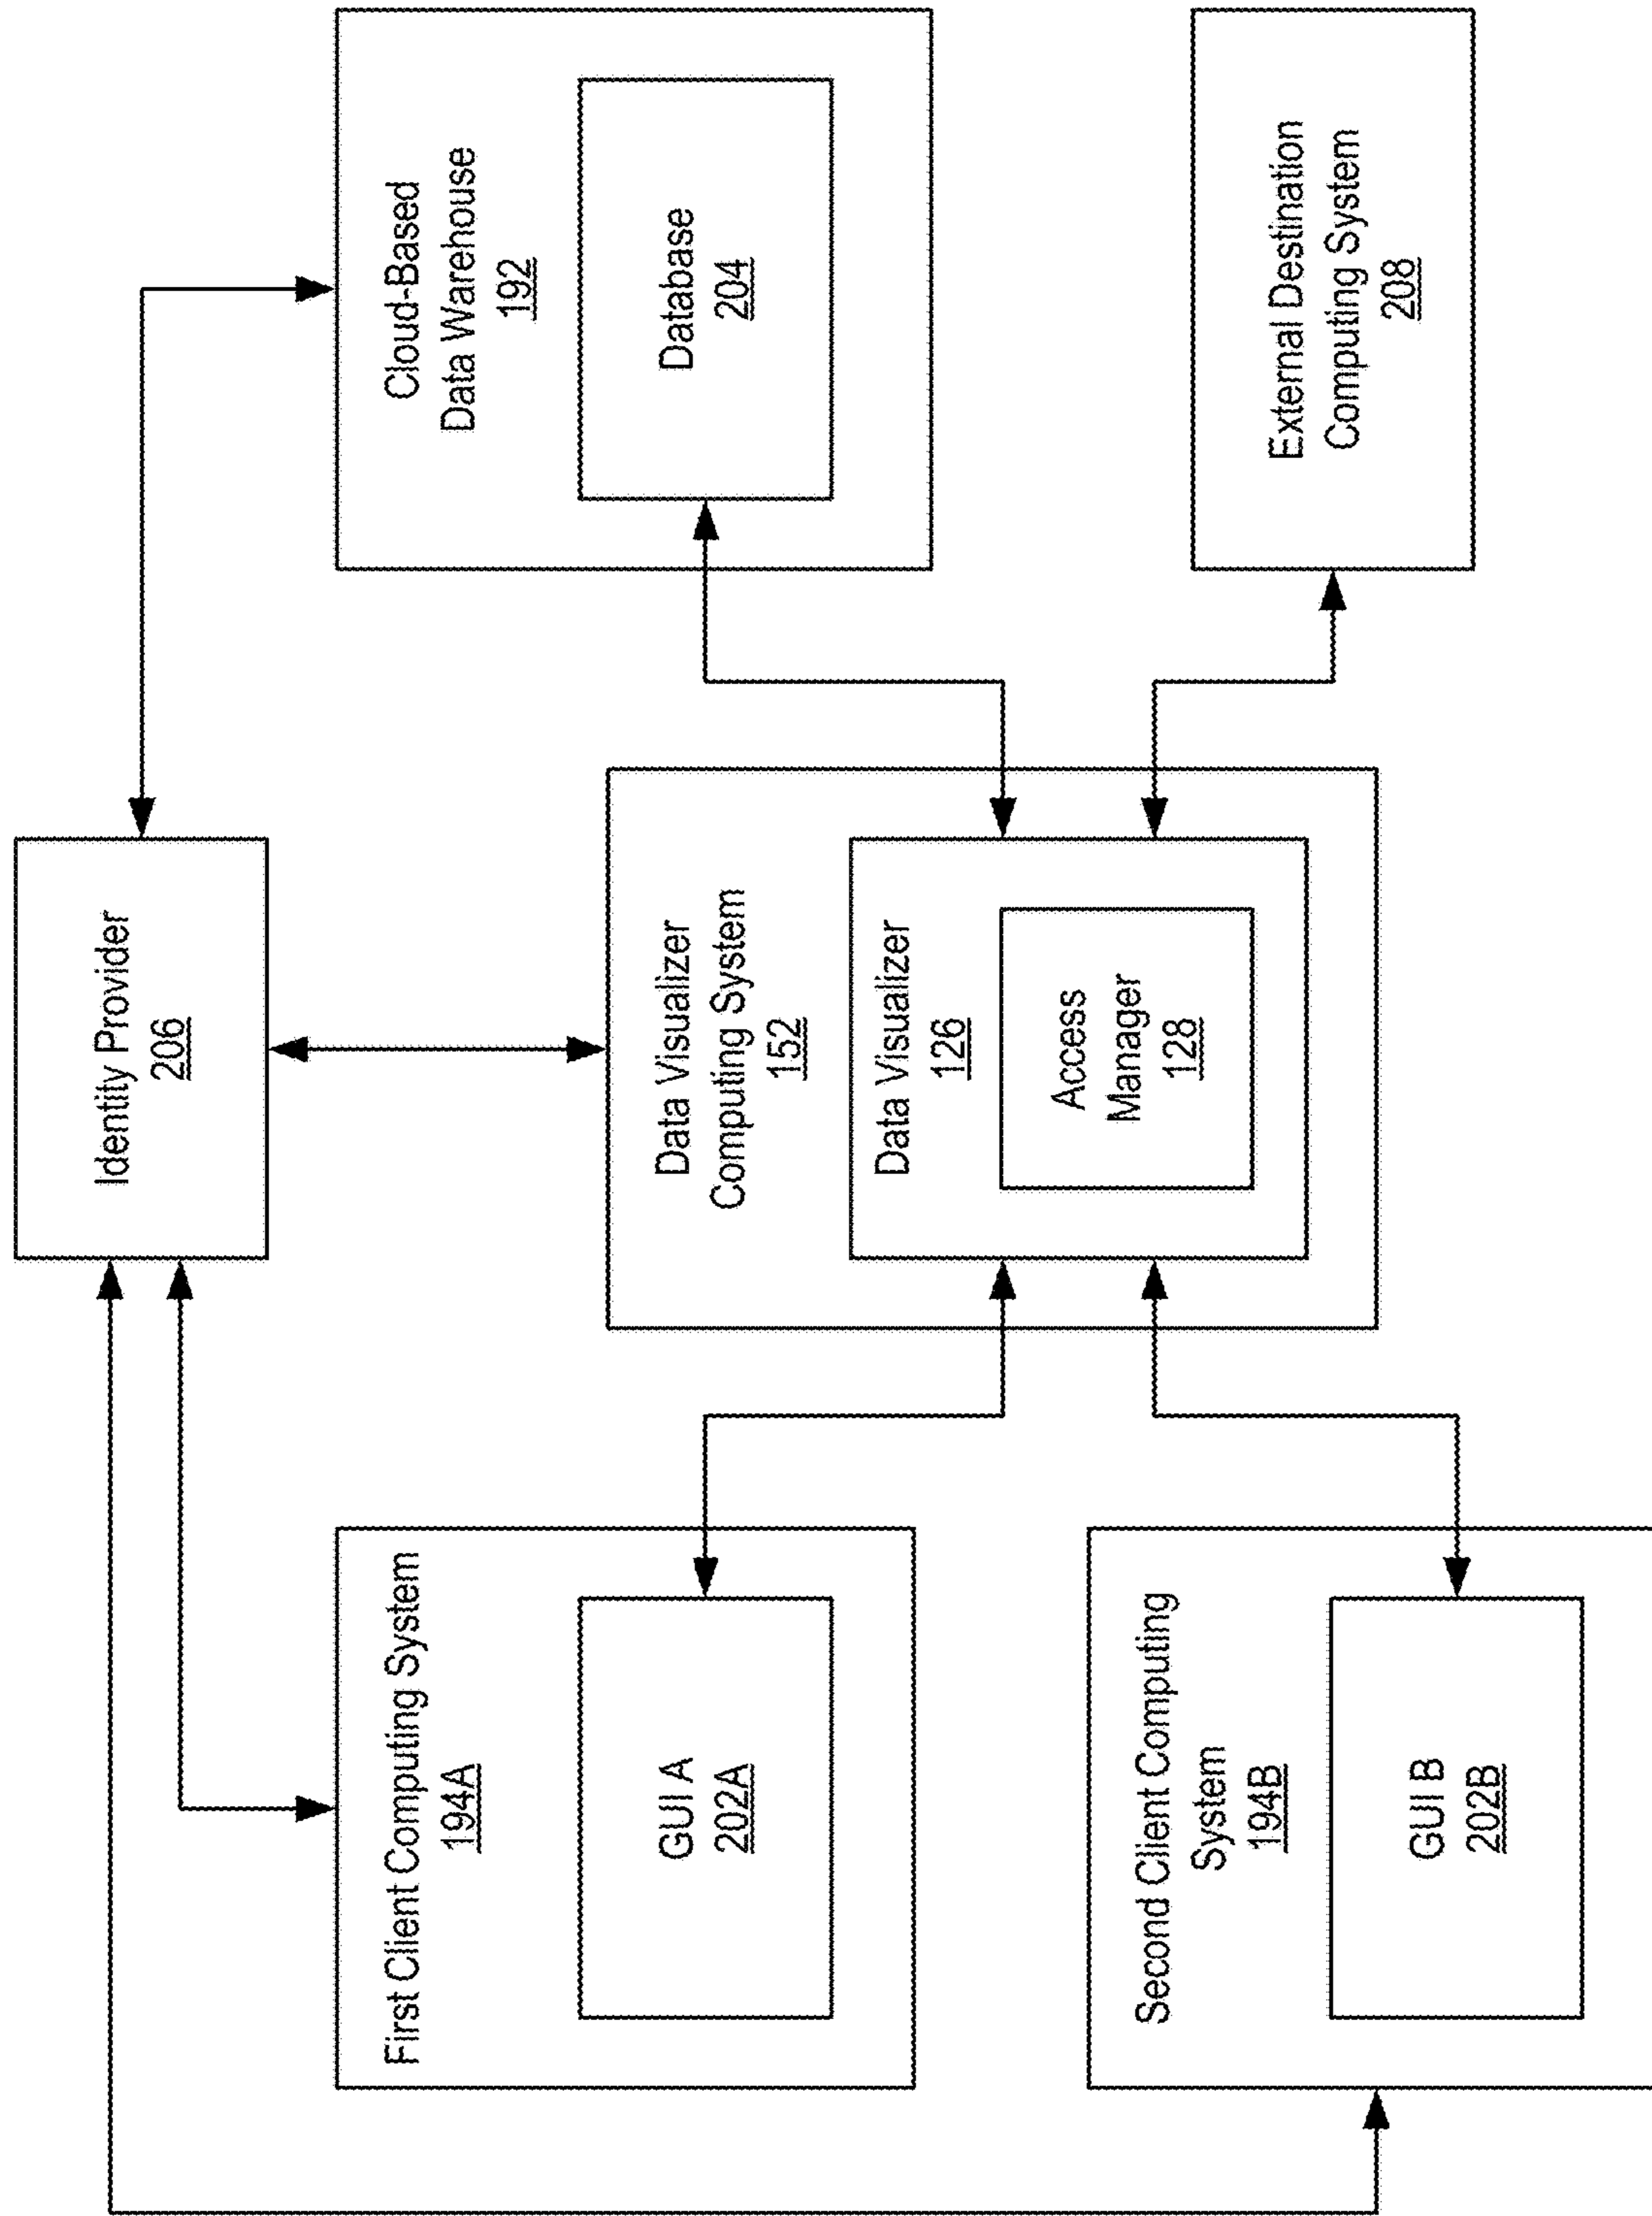 Identity Provider
206
First Client Computing System
194A
GUI A
202A
Data Visualizer
Computing System
152
Data Visualizer
126
Access
Manager
128
Cloud-Based
Data Warehouse
192
Database
204
Second Client Computing
System
194B
GUI B
202B
External Destination
Computing System
208